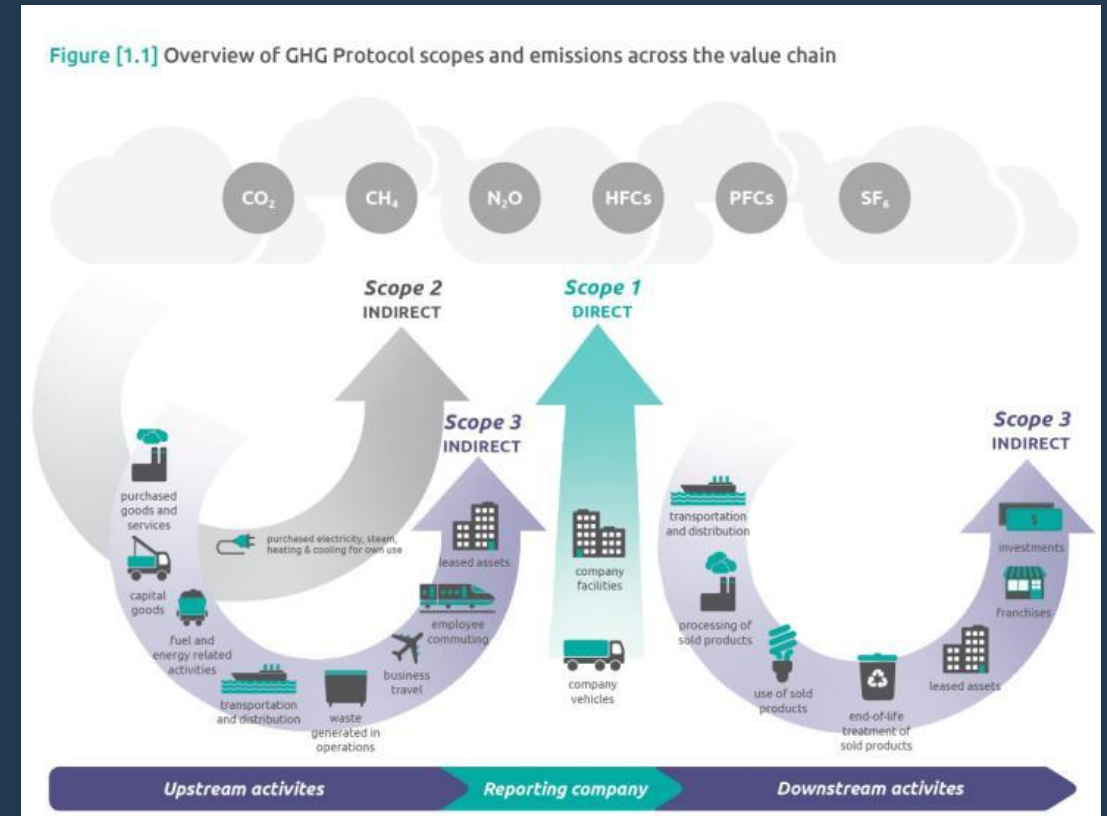 Figure [1.1] Overview of GHG Protocol scopes and emissions across the value chain
CO₂
CH₄
N₂O
HFCs
PFCs
SF₆
Scope 2
INDIRECT
Scope 1
DIRECT
Scope 3
INDIRECT
Scope 3
INDIRECT
purchased
goods and
services
capital
goods
fuel and
energy related
activities
transportation
and distribution
waste
generated in
operations
business
travel
employee
commuting
leased assets
purchased electricity, steam,
heating & cooling for own use
company
facilities
company
vehicles
transportation
and distribution
processing of
sold products
use of sold
products
end-of-life
treatment of
sold products
leased assets
franchises
$
investments
Upstream activites
Reporting company
Downstream activites